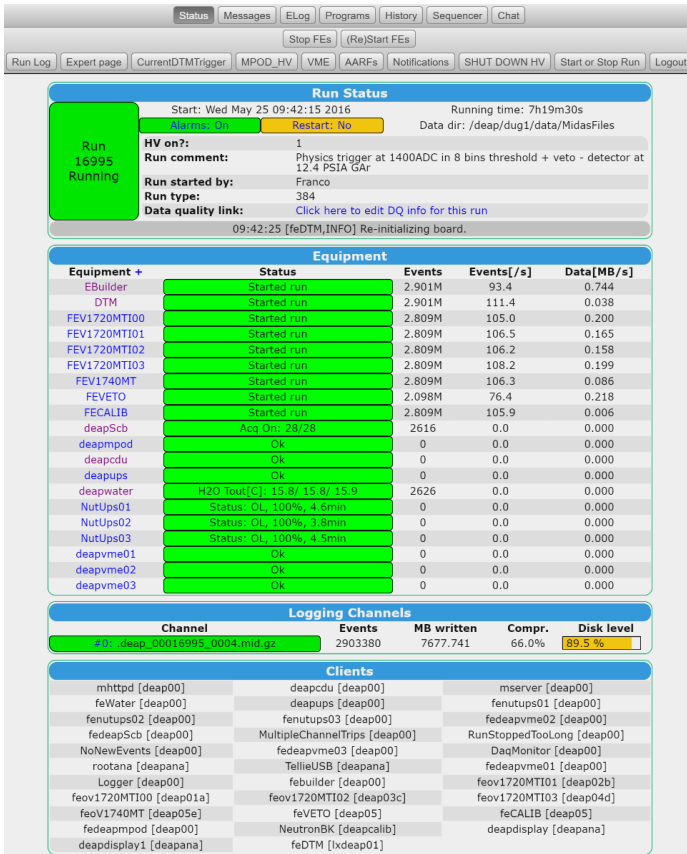 Status Messages ELog Programs History Sequencer Chat
Stop FEs (Re)Start FEs
Run Log Expert page CurrentDTMTrigger MPOD_HV VME AARFs Notifications SHUT DOWN HV Start or Stop Run Logout
Run Status
Run
16995
Running
Start: Wed May 25 09:42:15 2016 Running time: 7h19m30s
Alarms: On Restart: No Data dir: /deap/dug1/data/MidasFiles
HV on?: 1
Run comment: Physics trigger at 1400ADC in 8 bins threshold + veto - detector at
12.4 PSIA GAr
Run started by: Franco
Run type: 384
Data quality link: Click here to edit DQ info for this run
09:42:25 [feDTM,INFO] Re-initializing board.
Equipment
Equipment + Status Events Events[/s] Data[MB/s]
EBuilder Started run 2.901M 93.4 0.744
DTM Started run 2.901M 111.4 0.038
FEV1720MTI00 Started run 2.809M 105.0 0.200
FEV1720MTI01 Started run 2.809M 106.5 0.165
FEV1720MTI02 Started run 2.809M 106.2 0.158
FEV1720MTI03 Started run 2.809M 108.2 0.199
FEV1740MT Started run 2.809M 106.3 0.086
FEVETO Started run 2.098M 76.4 0.218
FECALIB Started run 2.809M 105.9 0.006
deapScb Acq On: 28/28 2616 0.0 0.000
deapmpod Ok 0 0.0 0.000
deapcdu Ok 0 0.0 0.000
deapups Ok 0 0.0 0.000
deapwater H2O Tout[C]: 15.8/ 15.8/ 15.9 2626 0.0 0.000
NutUps01 Status: OL, 100%, 4.6min 0 0.0 0.000
NutUps02 Status: OL, 100%, 3.8min 0 0.0 0.000
NutUps03 Status: OL, 100%, 4.5min 0 0.0 0.000
deapvme01 Ok 0 0.0 0.000
deapvme02 Ok 0 0.0 0.000
deapvme03 Ok 0 0.0 0.000
Logging Channels
Channel Events MB written Compr. Disk level
#0: .deap_00016995_0004.mid.gz 2903380 7677.741 66.0% 89.5 %
Clients
mhttpd [deap00] deapcdu [deap00] mserver [deap00]
feWater [deap00] deapups [deap00] fenutups01 [deap00]
fenutups02 [deap00] fenutups03 [deap00] fedeapvme02 [deap00]
fedeapScb [deap00] MultipleChannelTrips [deap00] RunStoppedTooLong [deap00]
NoNewEvents [deap00] fedeapvme03 [deap00] DaqMonitor [deap00]
rootana [deapana] TellieUSB [deapana] fedeapvme01 [deap00]
Logger [deap00] febuilder [deap00] feov1720MTI01 [deap02b]
feov1720MTI00 [deap01a] feov1720MTI02 [deap03c] feov1720MTI03 [deap04d]
feoV1740MT [deap05e] feVETO [deap05] feCALIB [deap05]
fedeapmpod [deap00] NeutronBK [deapcalib] deapdisplay [deapana]
deapdisplay1 [deapana] feDTM [lxdeap01]